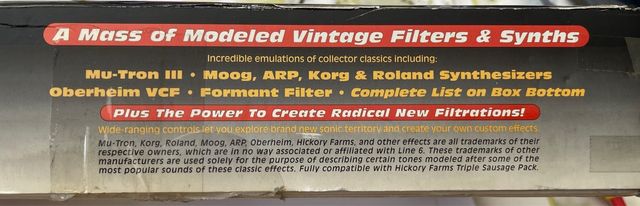 A Mass of Modeled Vintage Filters & Synths
Incredible emulations of collector classics including:
Mu-Tron III • Moog, ARP, Korg & Roland Synthesizers
Oberheim VCF • Formant Filter • Complete List on Box Bottom
Plus The Power To Create Radical New Filtrations!
Wide-ranging controls let you explore brand new sonic territory and create your own custom effects.
Mu-Tron, Korg, Roland, Moog, ARP, Oberheim, Hickory Farms, and other effects are all trademarks of their
respective owners, which are in no way associated or affiliated with Line 6. These trademarks of other
manufacturers are used solely for the purpose of describing certain tones modeled after some of the
most popular sounds of these classic effects. Fully compatible with Hickory Farms Triple Sausage Pack.